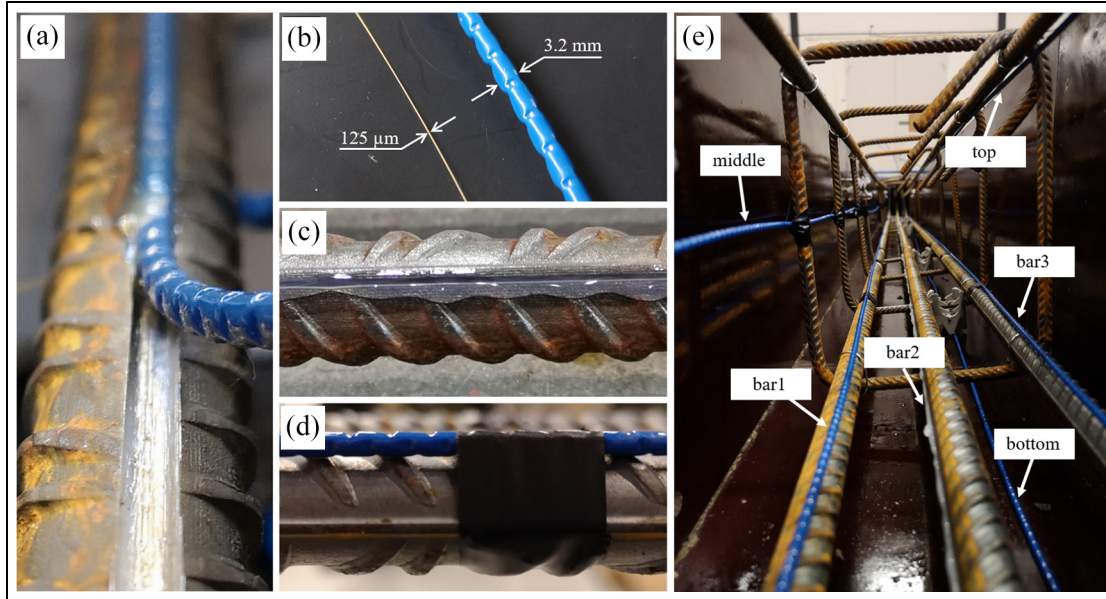 (a)
(b)
3.2 mm
125 µm
(c)
(d)
(e)
middle
top
bar3
bar2
bar1
bottom